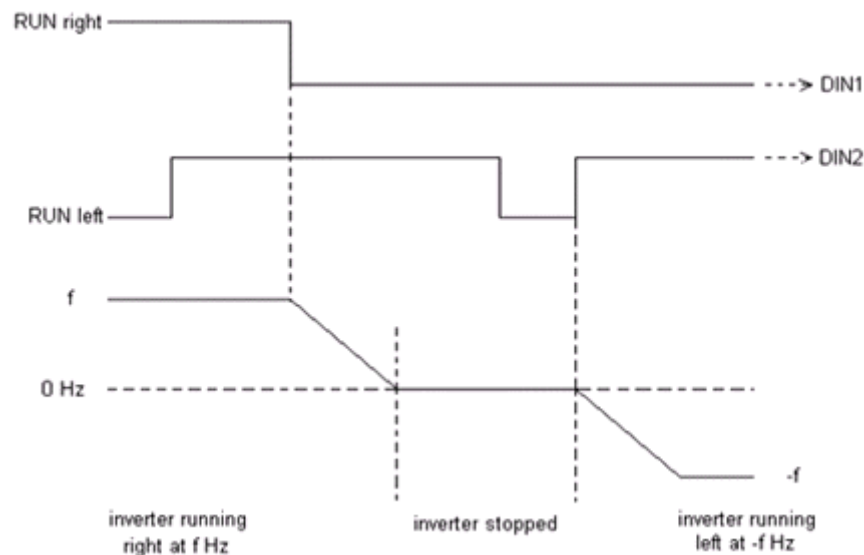 RUN right
DIN1
DIN2
RUN left
f
0 Hz
-f
inverter running
right at f Hz
inverter stopped
inverter running
left at -f Hz